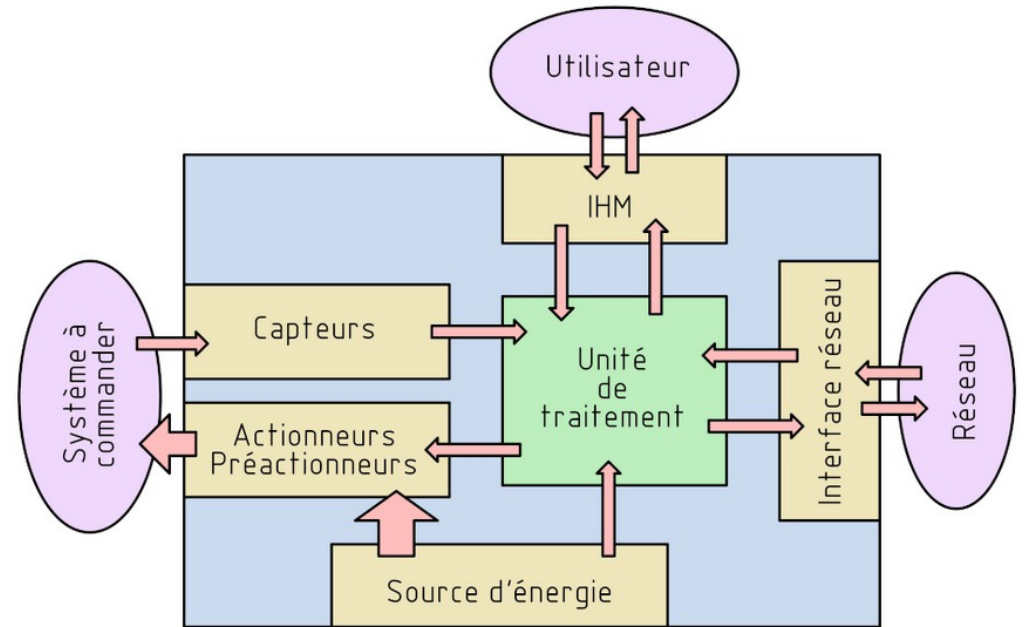 Utilisateur
IHM
Capteurs
Unité
de
traitement
Actionneurs
Préactionneurs
Système à
commander
Interface réseau
Réseau
Source d'énergie